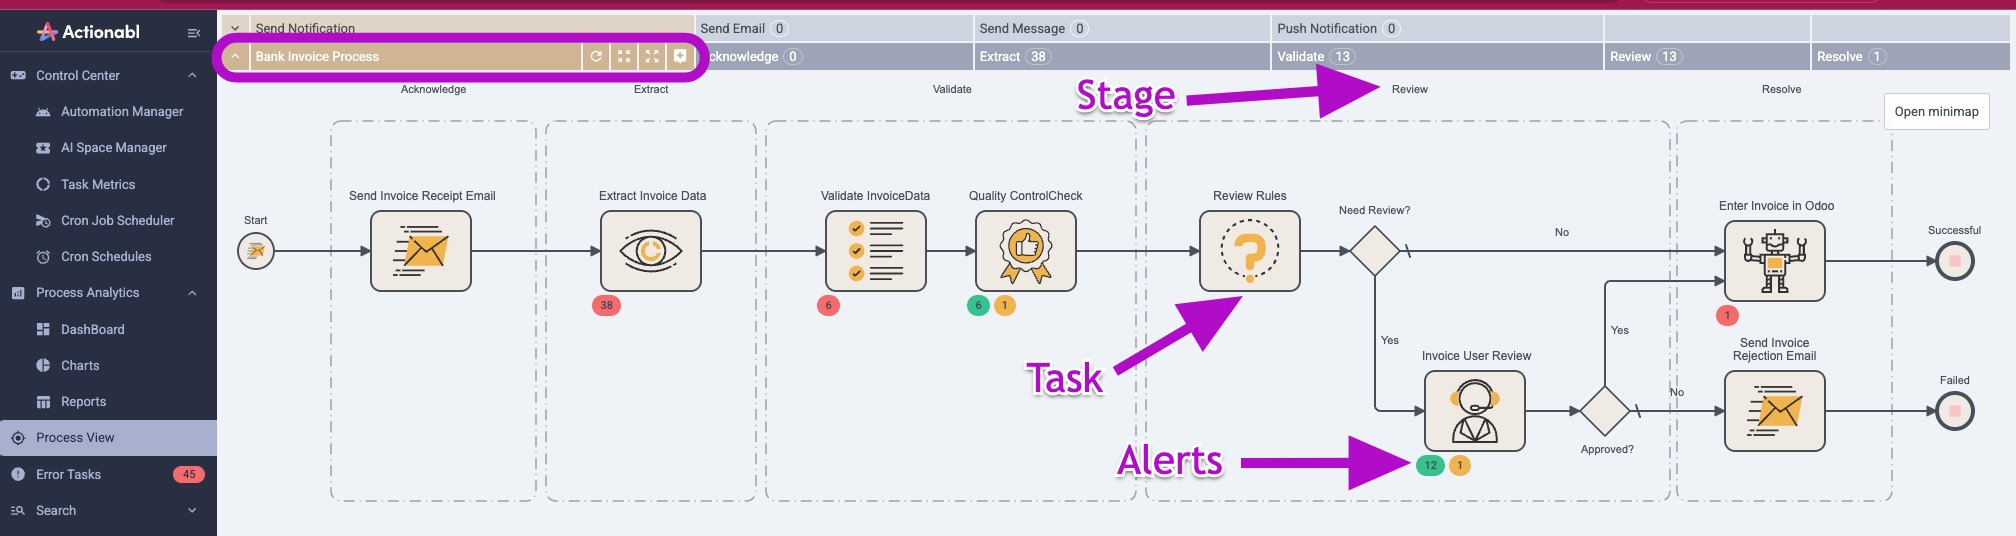 Actionabl
Control Center
Automation Manager
AI Space Manager
Task Metrics
Cron Job Scheduler
Cron Schedules
Process Analytics
DashBoard
Charts
Reports
Process View
Error Tasks 45
Search
Send Notification Send Email 0 Send Message 0 Push Notification 0
Bank Invoice Process cknowledge 0 Extract 38 Validate 13 Review 13 Resolve 1
Acknowledge Extract Validate Stage Review Resolve
Open minimap
Start
Send Invoice Receipt Email
Extract Invoice Data
38
Validate InvoiceData
6
Quality ControlCheck
6 1
Review Rules
?
Task
Need Review?
No
Yes
Invoice User Review
Alerts
12 1
Approved?
Yes
No
Enter Invoice in Odoo
1
Send Invoice
Rejection Email
Successful
Failed